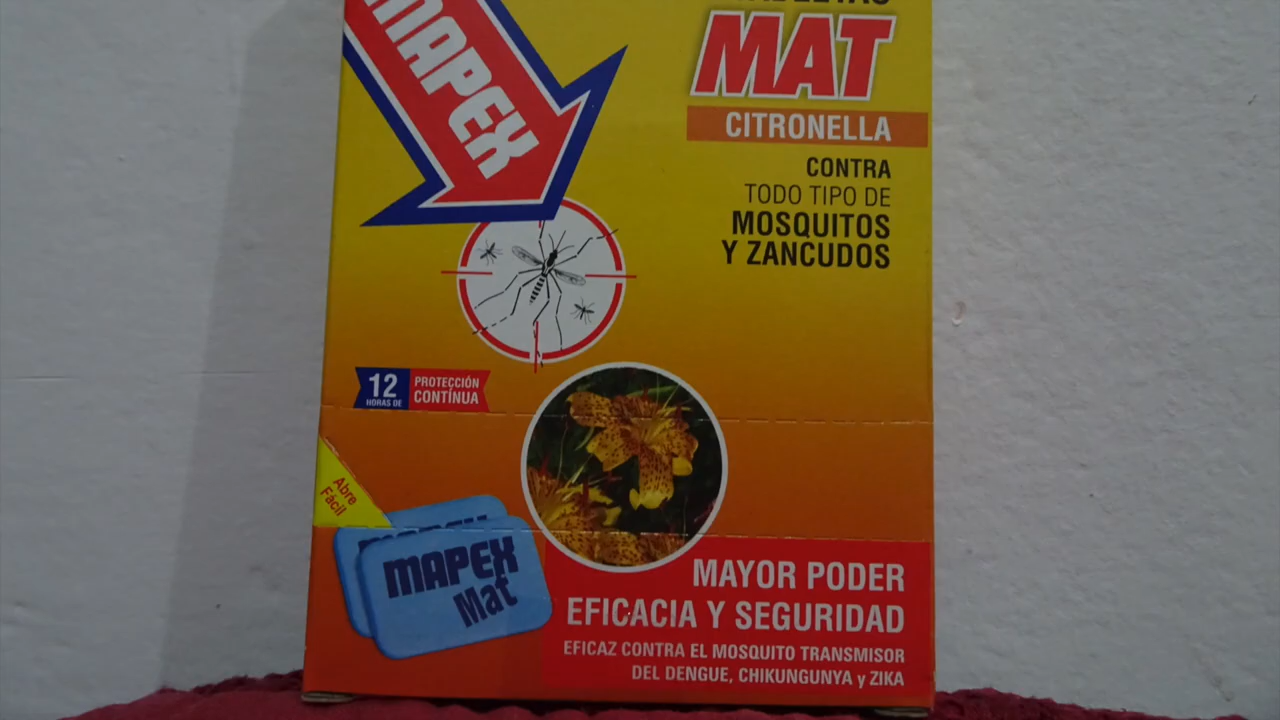 MAPEX
MAT
CITRONELLA
CONTRA
TODO TIPO DE
MOSQUITOS
Y ZANCUDOS
12
HORAS DE
PROTECCIÓN
CONTÍNUA
Abre
Fácil
MAPEX
Mat
MAYOR PODER
EFICACIA Y SEGURIDAD
EFICAZ CONTRA EL MOSQUITO TRANSMISOR
DEL DENGUE, CHIKUNGUNYA y ZIKA